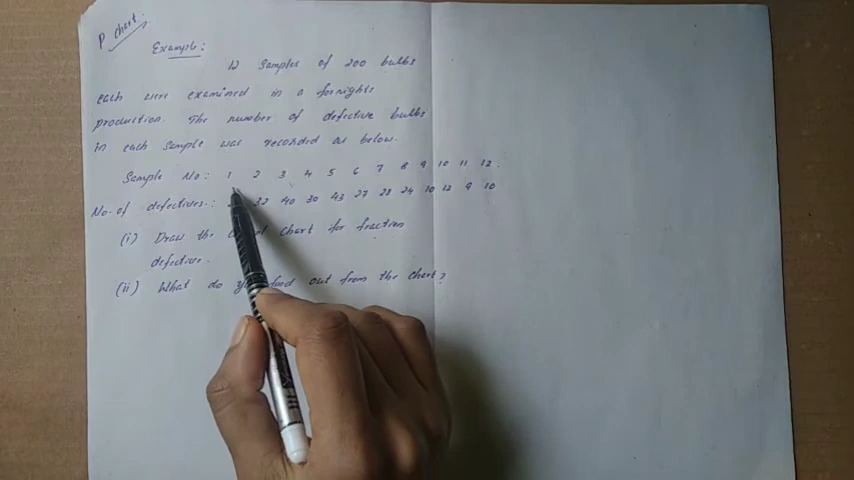 P chart.
Example:
12 samples of 200 bulbs
each were examined in a fornights
production. The number of defective bulbs
in each sample was recorded as below.
Sample No: 1 2 3 4 5 6 7 8 9 10 11 12.
No. of defectives: 32 40 30 43 27 28 24 10 12 9 10
(i) Draw the chart for fraction
defective.
(ii) What do find out from the chart?